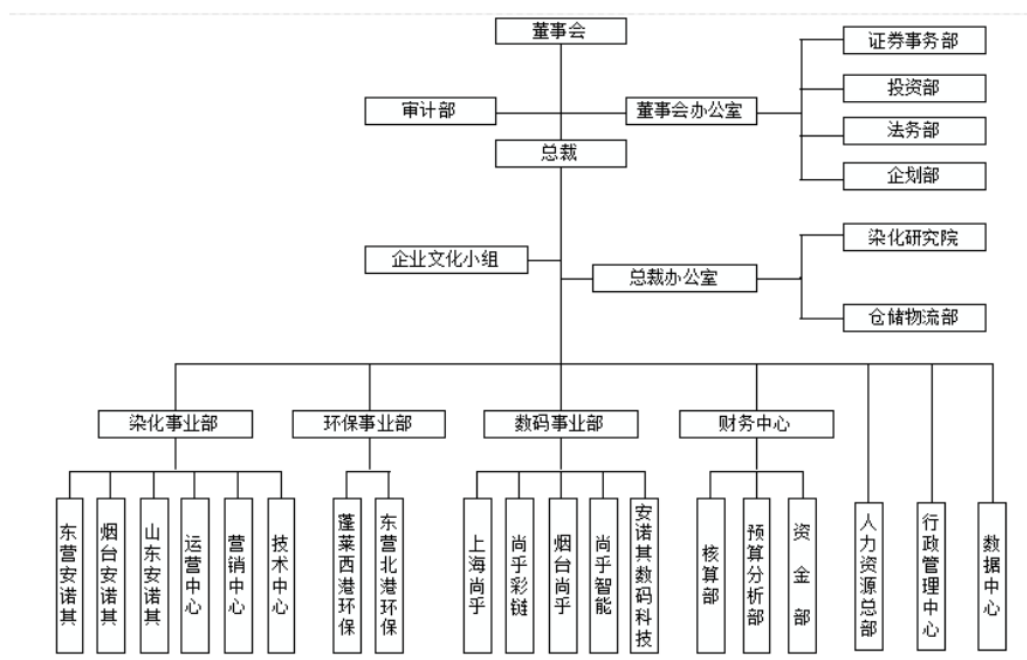 董事会
证券事务部
投资部
审计部
董事会办公室
法务部
总裁
企划部
染化研究院
企业文化小组
总裁办公室
仓储物流部
染化事业部
环保事业部
数码事业部
财务中心
东营安诺其
烟台安诺其
山东安诺其
运营中心
营销中心
技术中心
蓬莱西港环保
东营北港环保
上海尚乎
尚乎彩链
烟台尚乎
尚乎智能
安诺其数码科技
核算部
预算分析部
资金部
人力资源总部
行政管理中心
数据中心